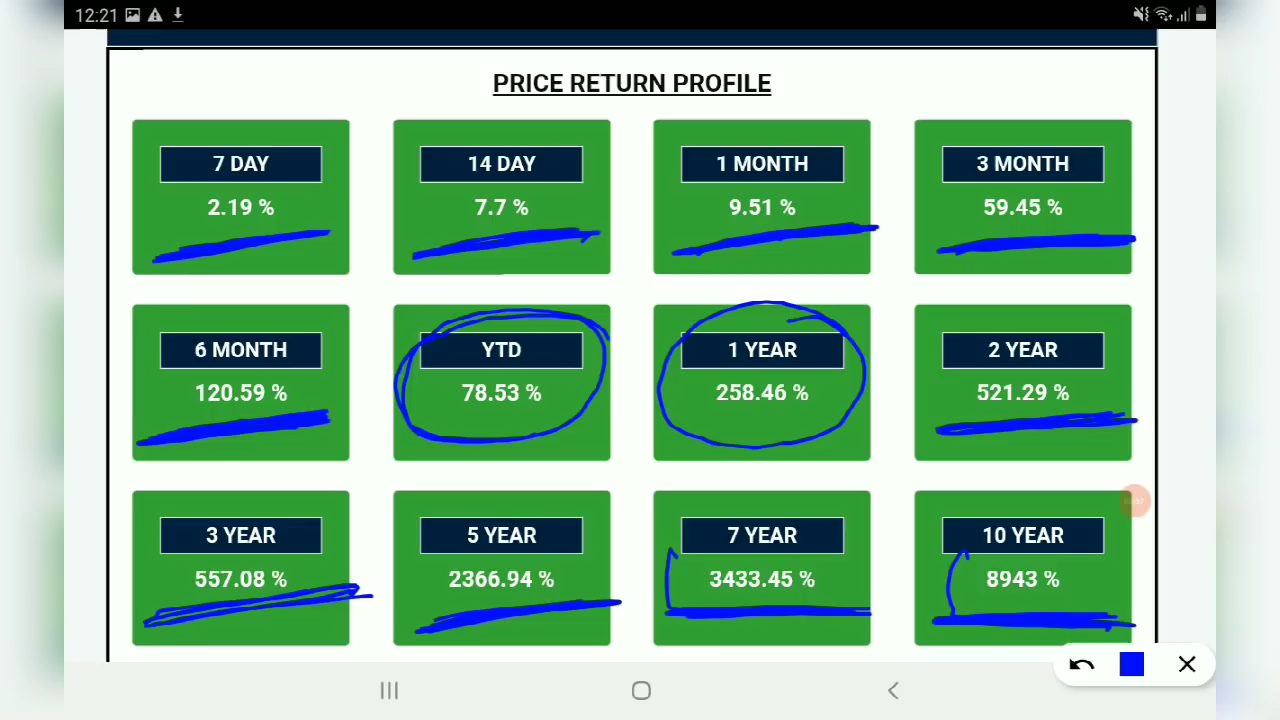 12:21
PRICE RETURN PROFILE
7 DAY
2.19 %
14 DAY
7.7 %
1 MONTH
9.51 %
3 MONTH
59.45 %
6 MONTH
120.59 %
YTD
78.53 %
1 YEAR
258.46 %
2 YEAR
521.29 %
3 YEAR
557.08 %
5 YEAR
2366.94 %
7 YEAR
3433.45 %
10 YEAR
8943 %